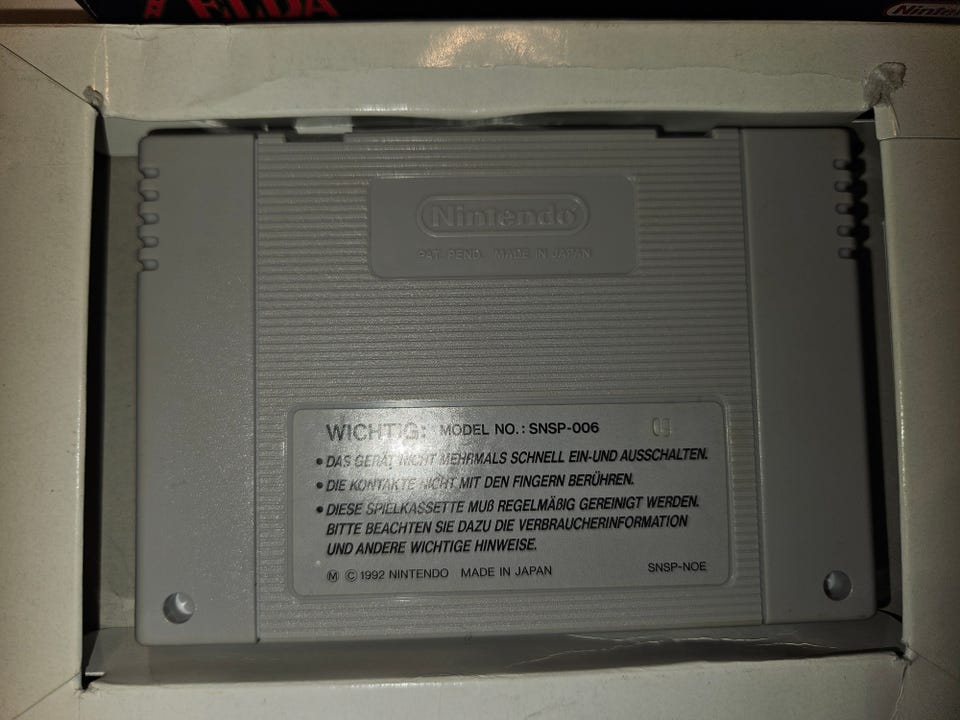 ZELDA
Nintendo
PAT. PEND. MADE IN JAPAN
WICHTIG: MODEL NO.: SNSP-006
• DAS GERÄT NICHT MEHRMALS SCHNELL EIN-UND AUSSCHALTEN.
• DIE KONTAKTE NICHT MIT DEN FINGERN BERÜHREN.
• DIESE SPIELKASSETTE MUß REGELMÄßIG GEREINIGT WERDEN.
BITTE BEACHTEN SIE DAZU DIE VERBRAUCHERINFORMATION
UND ANDERE WICHTIGE HINWEISE.
Ⓜ © 1992 NINTENDO MADE IN JAPAN SNSP-NOE